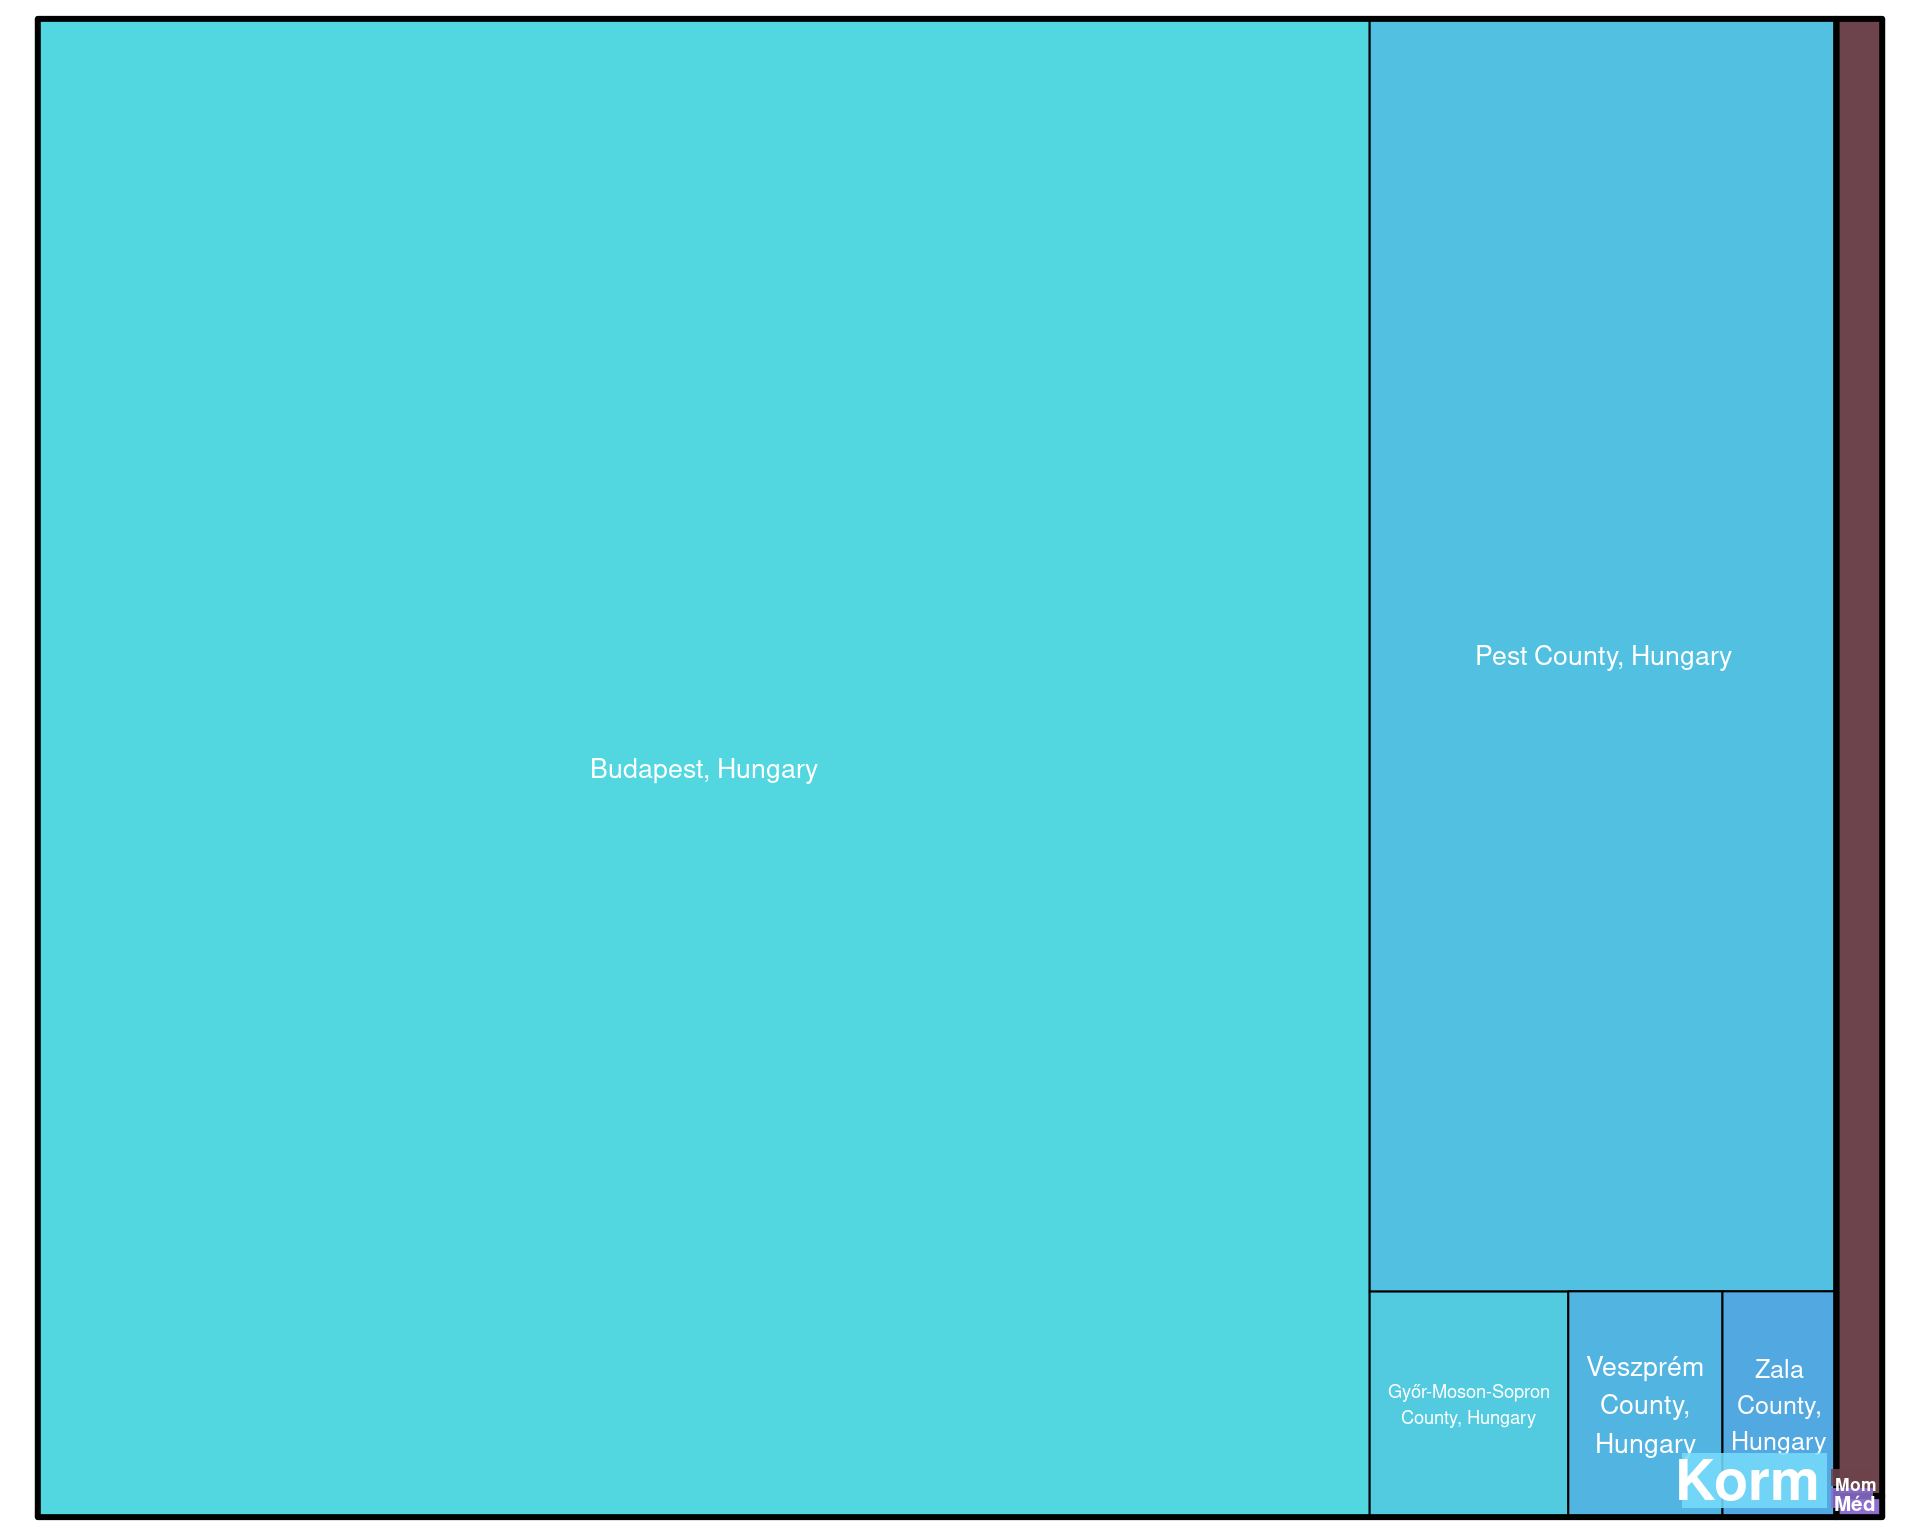 Budapest, Hungary
Pest County, Hungary
Győr-Moson-Sopron
County, Hungary
Veszprém
County,
Hungary
Zala
County,
Hungary
Korm
Mom
Méd